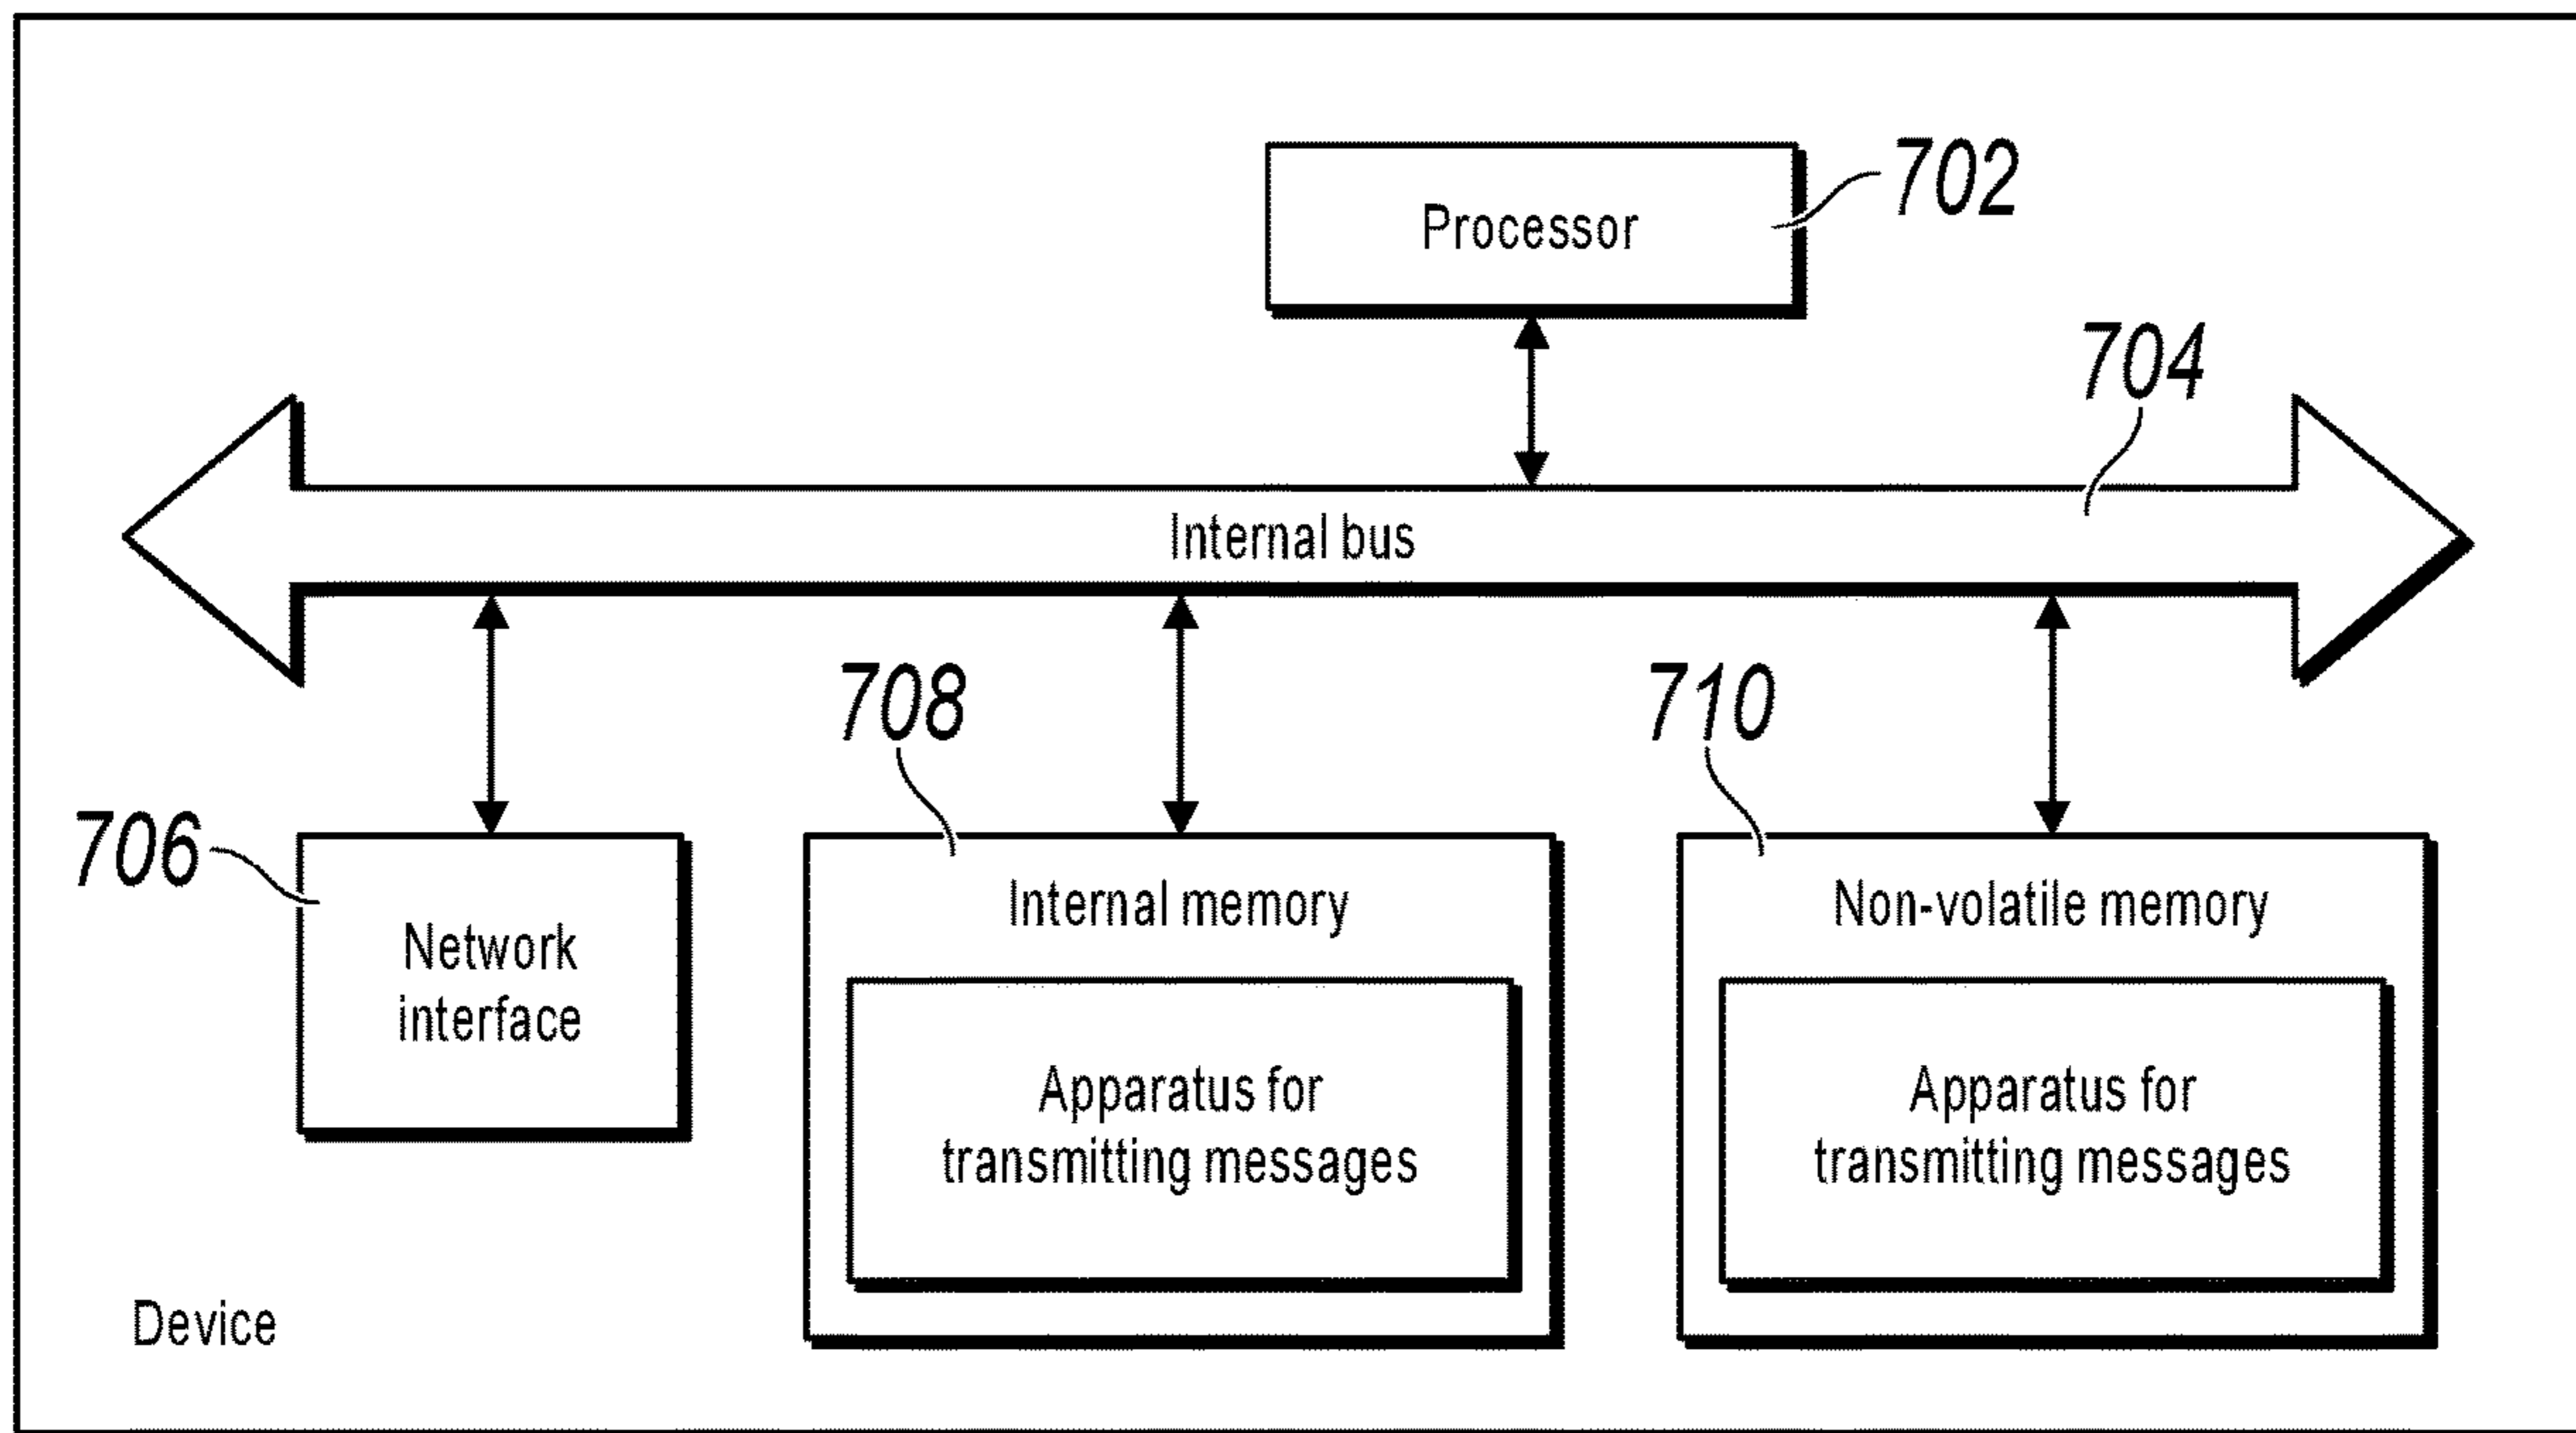 702
Processor
704
Internal bus
706
Network
interface
708
Internal memory
Apparatus for
transmitting messages
710
Non-volatile memory
Apparatus for
transmitting messages
Device